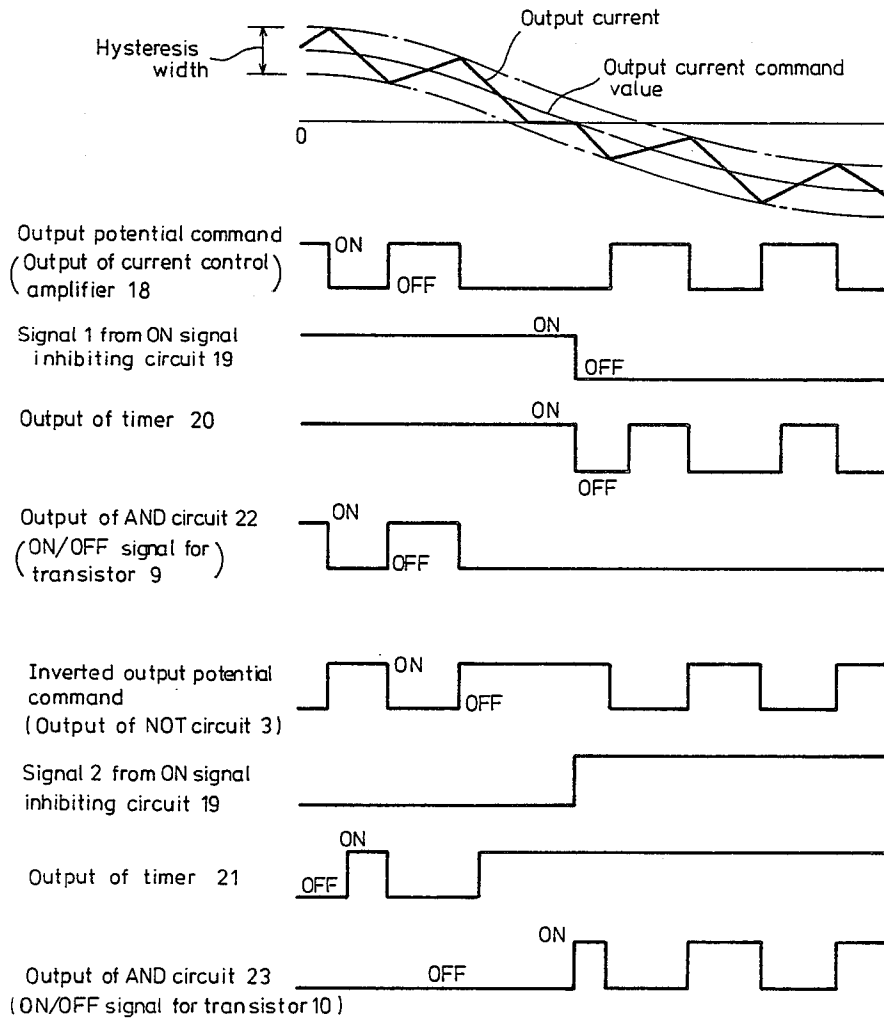 Output current
Hysteresis
width
Output current command
value
0
Output potential command
(Output of current control)
amplifier 18
ON
OFF
Signal 1 from ON signal
inhibiting circuit 19
ON
OFF
Output of timer 20
ON
OFF
Output of AND circuit 22
(ON/OFF signal for)
transistor 9
ON
OFF
Inverted output potential
command
(Output of NOT circuit 3)
ON
OFF
Signal 2 from ON signal
inhibiting circuit 19
Output of timer 21
ON
OFF
Output of AND circuit 23
(ON/OFF signal for transistor 10)
ON
OFF